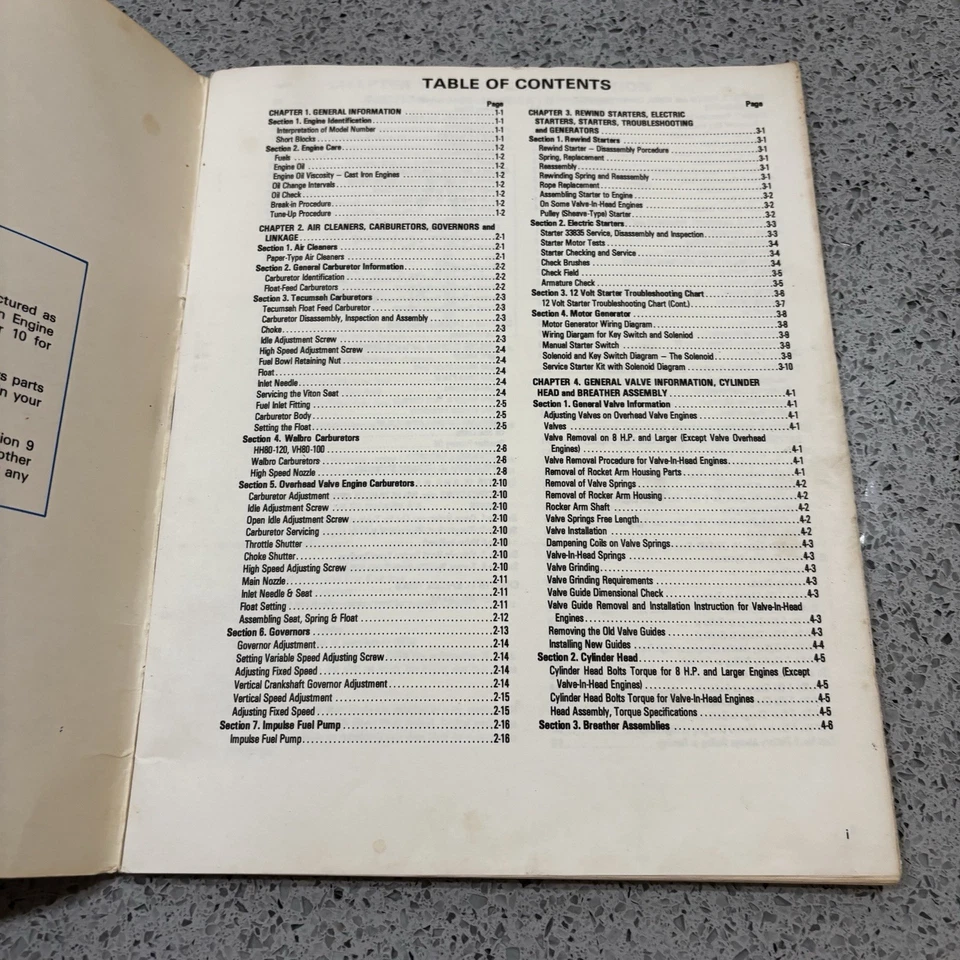 ctured as
n Engine
r 10 for
s parts
n your
ion 9
other
any
TABLE OF CONTENTS
Page
CHAPTER 1. GENERAL INFORMATION ........ 1-1
Section 1. Engine Identification ........ 1-1
Interpretation of Model Number ........ 1-1
Short Blocks ........ 1-1
Section 2. Engine Care ........ 1-2
Fuels ........ 1-2
Engine Oil ........ 1-2
Engine Oil Viscosity — Cast Iron Engines ........ 1-2
Oil Change Intervals ........ 1-2
Oil Check ........ 1-2
Break-in Procedure ........ 1-2
Tune-Up Procedure ........ 1-2
CHAPTER 2. AIR CLEANERS, CARBURETORS, GOVERNORS and
LINKAGE ........ 2-1
Section 1. Air Cleaners ........ 2-1
Paper-Type Air Cleaners ........ 2-1
Section 2. General Carburetor Information ........ 2-2
Carburetor Identification ........ 2-2
Float-Feed Carburetors ........ 2-2
Section 3. Tecumseh Carburetors ........ 2-3
Tecumseh Float Feed Carburetor ........ 2-3
Carburetor Disassembly, Inspection and Assembly ........ 2-3
Choke ........ 2-3
Idle Adjustment Screw ........ 2-3
High Speed Adjustment Screw ........ 2-4
Fuel Bowl Retaining Nut ........ 2-4
Float ........ 2-4
Inlet Needle ........ 2-4
Servicing the Viton Seat ........ 2-4
Fuel Inlet Fitting ........ 2-5
Carburetor Body ........ 2-5
Setting the Float ........ 2-5
Section 4. Walbro Carburetors
HH80-120, VH80-100 ........ 2-6
Walbro Carburetors ........ 2-6
High Speed Nozzle ........ 2-8
Section 5. Overhead Valve Engine Carburetors ........ 2-10
Carburetor Adjustment ........ 2-10
Idle Adjustment Screw ........ 2-10
Open Idle Adjustment Screw ........ 2-10
Carburetor Servicing ........ 2-10
Throttle Shutter ........ 2-10
Choke Shutter ........ 2-10
High Speed Adjusting Screw ........ 2-10
Main Nozzle ........ 2-11
Inlet Needle & Seat ........ 2-11
Float Setting ........ 2-11
Assembling Seat, Spring & Float ........ 2-12
Section 6. Governors ........ 2-13
Governor Adjustment ........ 2-14
Setting Variable Speed Adjusting Screw ........ 2-14
Adjusting Fixed Speed ........ 2-14
Vertical Crankshaft Governor Adjustment ........ 2-14
Vertical Speed Adjustment ........ 2-15
Adjusting Fixed Speed ........ 2-15
Section 7. Impulse Fuel Pump ........ 2-16
Impulse Fuel Pump ........ 2-16
Page
CHAPTER 3. REWIND STARTERS, ELECTRIC
STARTERS, STARTERS, TROUBLESHOOTING
and GENERATORS ........ 3-1
Section 1. Rewind Starters ........ 3-1
Rewind Starter — Disassembly Porcedure ........ 3-1
Spring, Replacement ........ 3-1
Reassembly ........ 3-1
Rewinding Spring and Reassembly ........ 3-1
Rope Replacement ........ 3-1
Assembling Starter to Engine ........ 3-2
On Some Valve-In-Head Engines ........ 3-2
Pulley (Sheave-Type) Starter ........ 3-2
Section 2. Electric Starters ........ 3-3
Starter 33835 Service, Disassembly and Inspection ........ 3-3
Starter Motor Tests ........ 3-4
Starter Checking and Service ........ 3-4
Check Brushes ........ 3-4
Check Field ........ 3-5
Armature Check ........ 3-5
Section 3. 12 Volt Starter Troubleshooting Chart ........ 3-6
12 Volt Starter Troubleshooting Chart (Cont.) ........ 3-7
Section 4. Motor Generator ........ 3-8
Motor Generator Wiring Diagram ........ 3-8
Wiring Diargam for Key Switch and Soleniod ........ 3-9
Manual Starter Switch ........ 3-9
Solenoid and Key Switch Diagram — The Solenoid ........ 3-9
Service Starter Kit with Solenoid Diagram ........ 3-10
CHAPTER 4. GENERAL VALVE INFORMATION, CYLINDER
HEAD and BREATHER ASSEMBLY ........ 4-1
Section 1. General Valve Information ........ 4-1
Adjusting Valves on Overhead Valve Engines ........ 4-1
Valves ........ 4-1
Valve Removal on 8 H.P. and Larger (Except Valve Overhead
Engines) ........ 4-1
Valve Removal Procedure for Valve-In-Head Engines ........ 4-1
Removal of Rocket Arm Housing Parts ........ 4-1
Removal of Valve Springs ........ 4-2
Removal of Rocker Arm Housing ........ 4-2
Rocker Arm Shaft ........ 4-2
Valve Springs Free Length ........ 4-2
Valve Installation ........ 4-2
Dampening Coils on Valve Springs ........ 4-3
Valve-In-Head Springs ........ 4-3
Valve Grinding ........ 4-3
Valve Grinding Requirements ........ 4-3
Valve Guide Dimensional Check ........ 4-3
Valve Guide Removal and Installation Instruction for Valve-In-Head
Engines ........ 4-3
Removing the Old Valve Guides ........ 4-3
Installing New Guides ........ 4-4
Section 2. Cylinder Head ........ 4-5
Cylinder Head Bolts Torque for 8 H.P. and Larger Engines (Except
Valve-In-Head Engines) ........ 4-5
Cylinder Head Bolts Torque for Valve-In-Head Engines ........ 4-5
Head Assembly, Torque Specifications ........ 4-5
Section 3. Breather Assemblies ........ 4-6
i